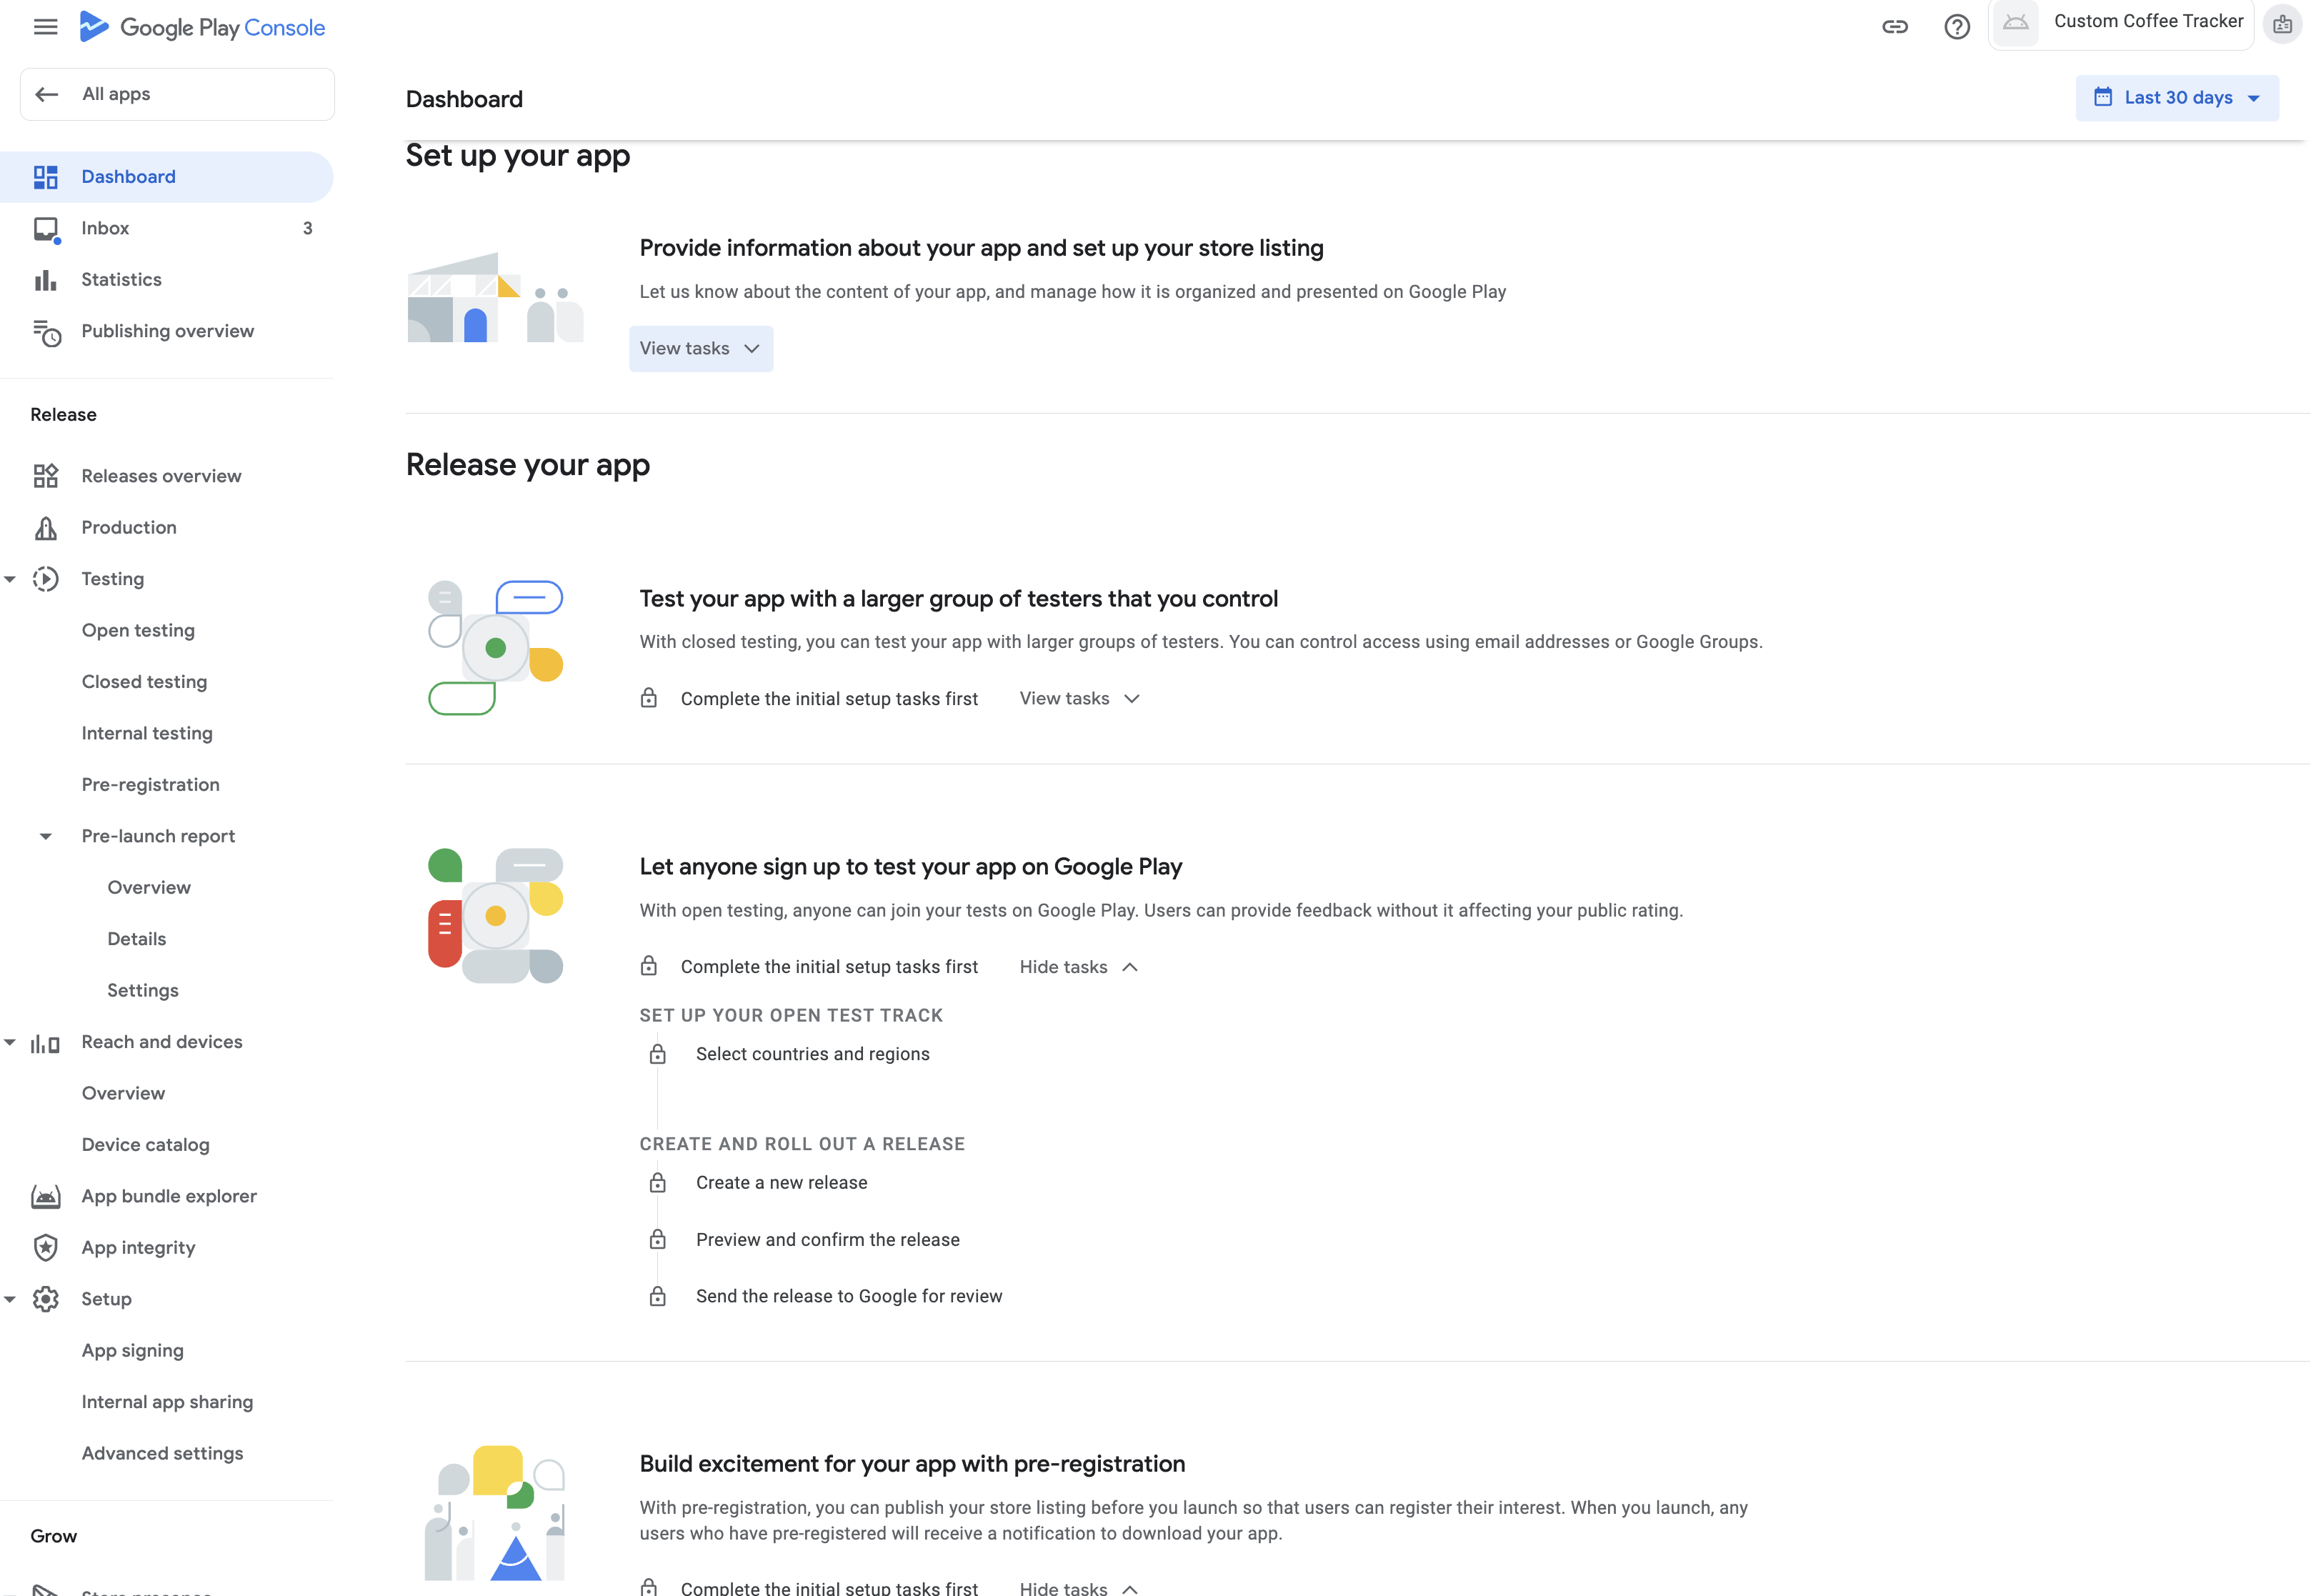 Google Play Console
Custom Coffee Tracker
All apps
Dashboard
Last 30 days
Dashboard
Inbox
3
Statistics
Publishing overview
Release
Releases overview
Production
Testing
Open testing
Closed testing
Internal testing
Pre-registration
Pre-launch report
Overview
Details
Settings
Reach and devices
Overview
Device catalog
App bundle explorer
App integrity
Setup
App signing
Internal app sharing
Advanced settings
Grow
Set up your app
Provide information about your app and set up your store listing
Let us know about the content of your app, and manage how it is organized and presented on Google Play
View tasks
Release your app
Test your app with a larger group of testers that you control
With closed testing, you can test your app with larger groups of testers. You can control access using email addresses or Google Groups.
Complete the initial setup tasks first View tasks
Let anyone sign up to test your app on Google Play
With open testing, anyone can join your tests on Google Play. Users can provide feedback without it affecting your public rating.
Complete the initial setup tasks first Hide tasks
SET UP YOUR OPEN TEST TRACK
Select countries and regions
CREATE AND ROLL OUT A RELEASE
Create a new release
Preview and confirm the release
Send the release to Google for review
Build excitement for your app with pre-registration
With pre-registration, you can publish your store listing before you launch so that users can register their interest. When you launch, any
users who have pre-registered will receive a notification to download your app.
Complete the initial setup tasks first Hide tasks